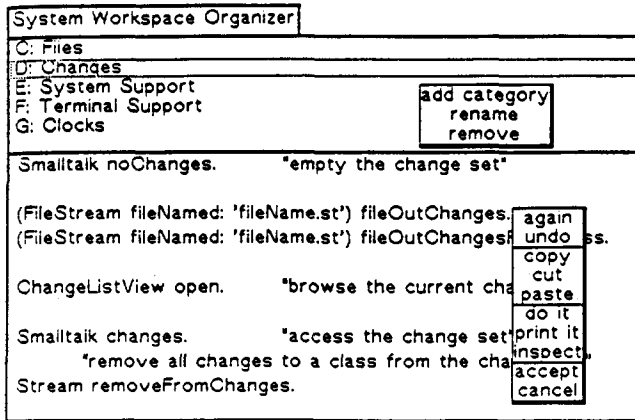 System Workspace Organizer
C: Files
D: Changes
E: System Support
F: Terminal Support
G: Clocks
add category
rename
remove
Smalltalk noChanges. "empty the change set"
(FileStream fileNamed: 'fileName.st') fileOutChanges.
(FileStream fileNamed: 'fileName.st') fileOutChangesF ss.
ChangeListView open. "browse the current cha
Smalltalk changes. "access the change set"
"remove all changes to a class from the cha "
Stream removeFromChanges.
again
undo
copy
cut
paste
do it
print it
inspect
accept
cancel